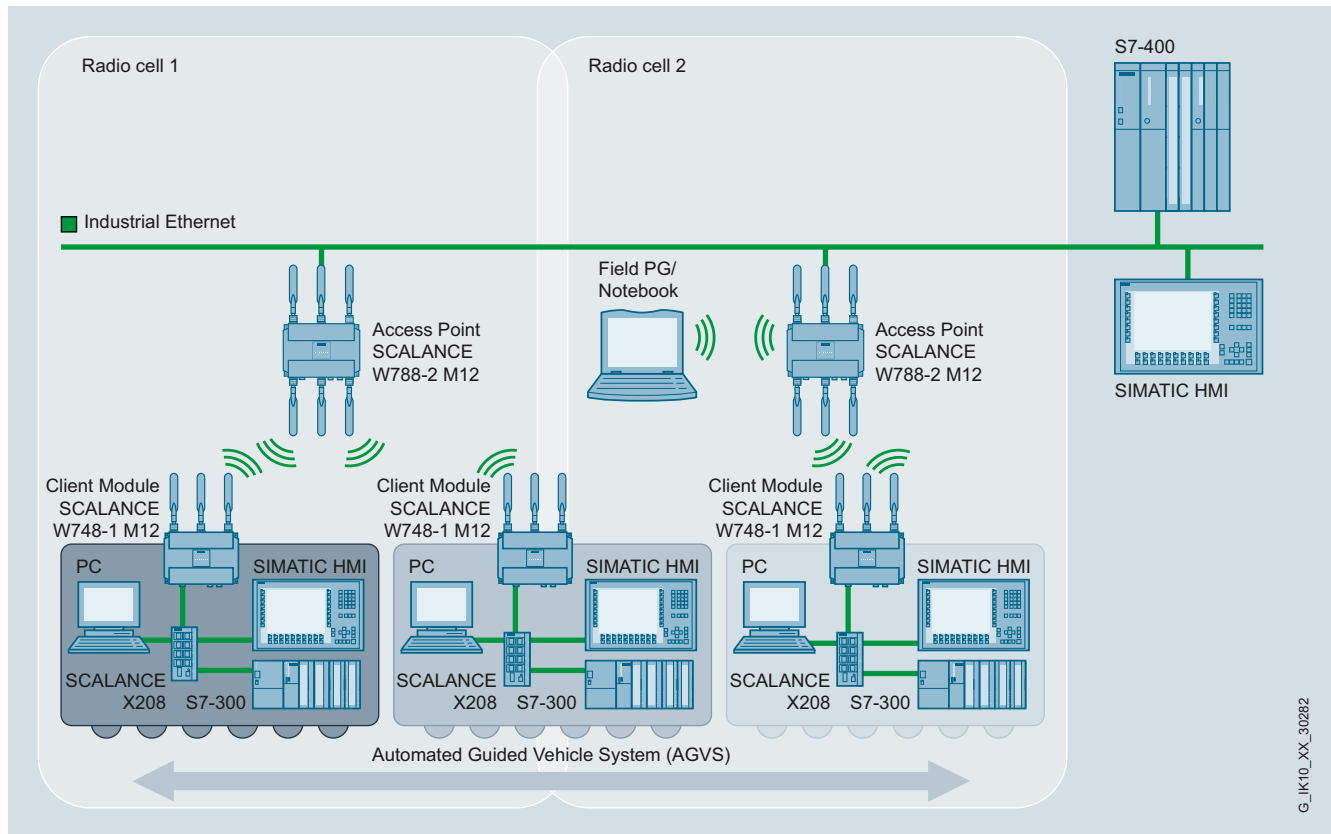 Radio cell 1
Radio cell 2
S7-400
Industrial Ethernet
Field PG/
Notebook
Access Point
SCALANCE
W788-2 M12
Access Point
SCALANCE
W788-2 M12
SIMATIC HMI
Client Module
SCALANCE
W748-1 M12
Client Module
SCALANCE
W748-1 M12
Client Module
SCALANCE
W748-1 M12
PC
SIMATIC HMI
SCALANCE
X208
S7-300
PC
SIMATIC HMI
SCALANCE
X208
S7-300
PC
SIMATIC HMI
SCALANCE
X208
S7-300
Automated Guided Vehicle System (AGVS)
G_IK10_XX_30282